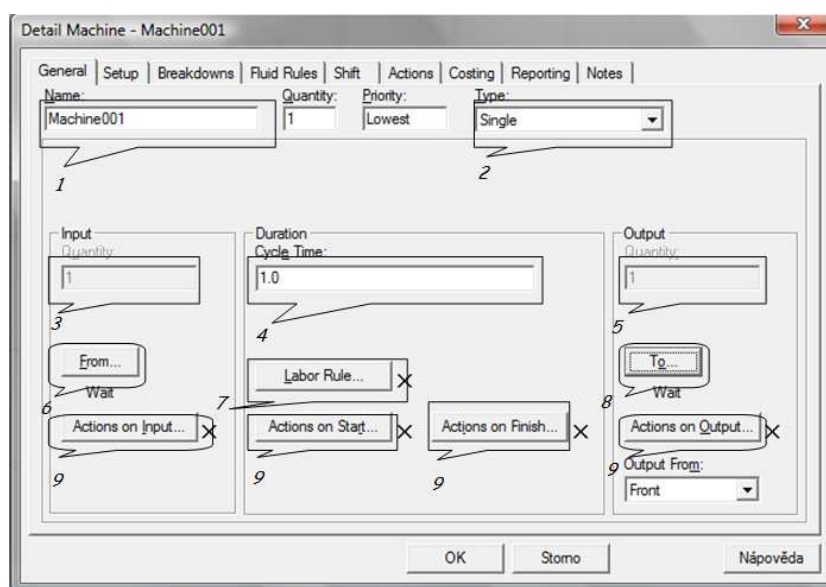 Detail Machine - Machine001
General Setup Breakdowns Fluid Rules Shift Actions Costing Reporting Notes
Name: Quantity: Priority: Type:
Machine001 1 Lowest Single
1 2
Input Duration Output
Quantity: Cycle Time: Quantity:
1 1.0 1
3 4 5
From... Labor Rule... To...
6 Wait 7 8 Wait
Actions on Input... Actions on Start... Actions on Finish... Actions on Output...
9 9 9 9 Output From:
Front
OK Storno Nápověda